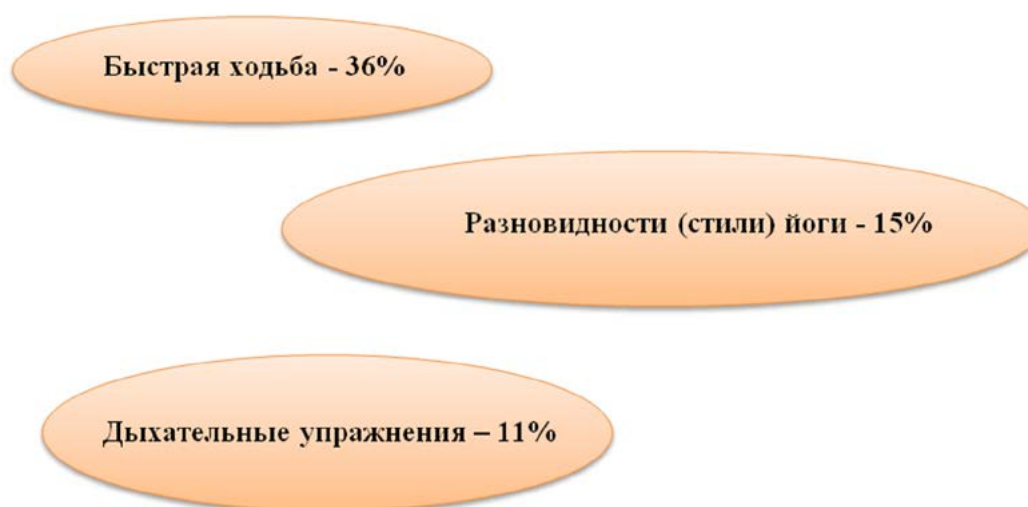 Быстрая ходьба - 36%
Разновидности (стили) йоги - 15%
Дыхательные упражнения – 11%